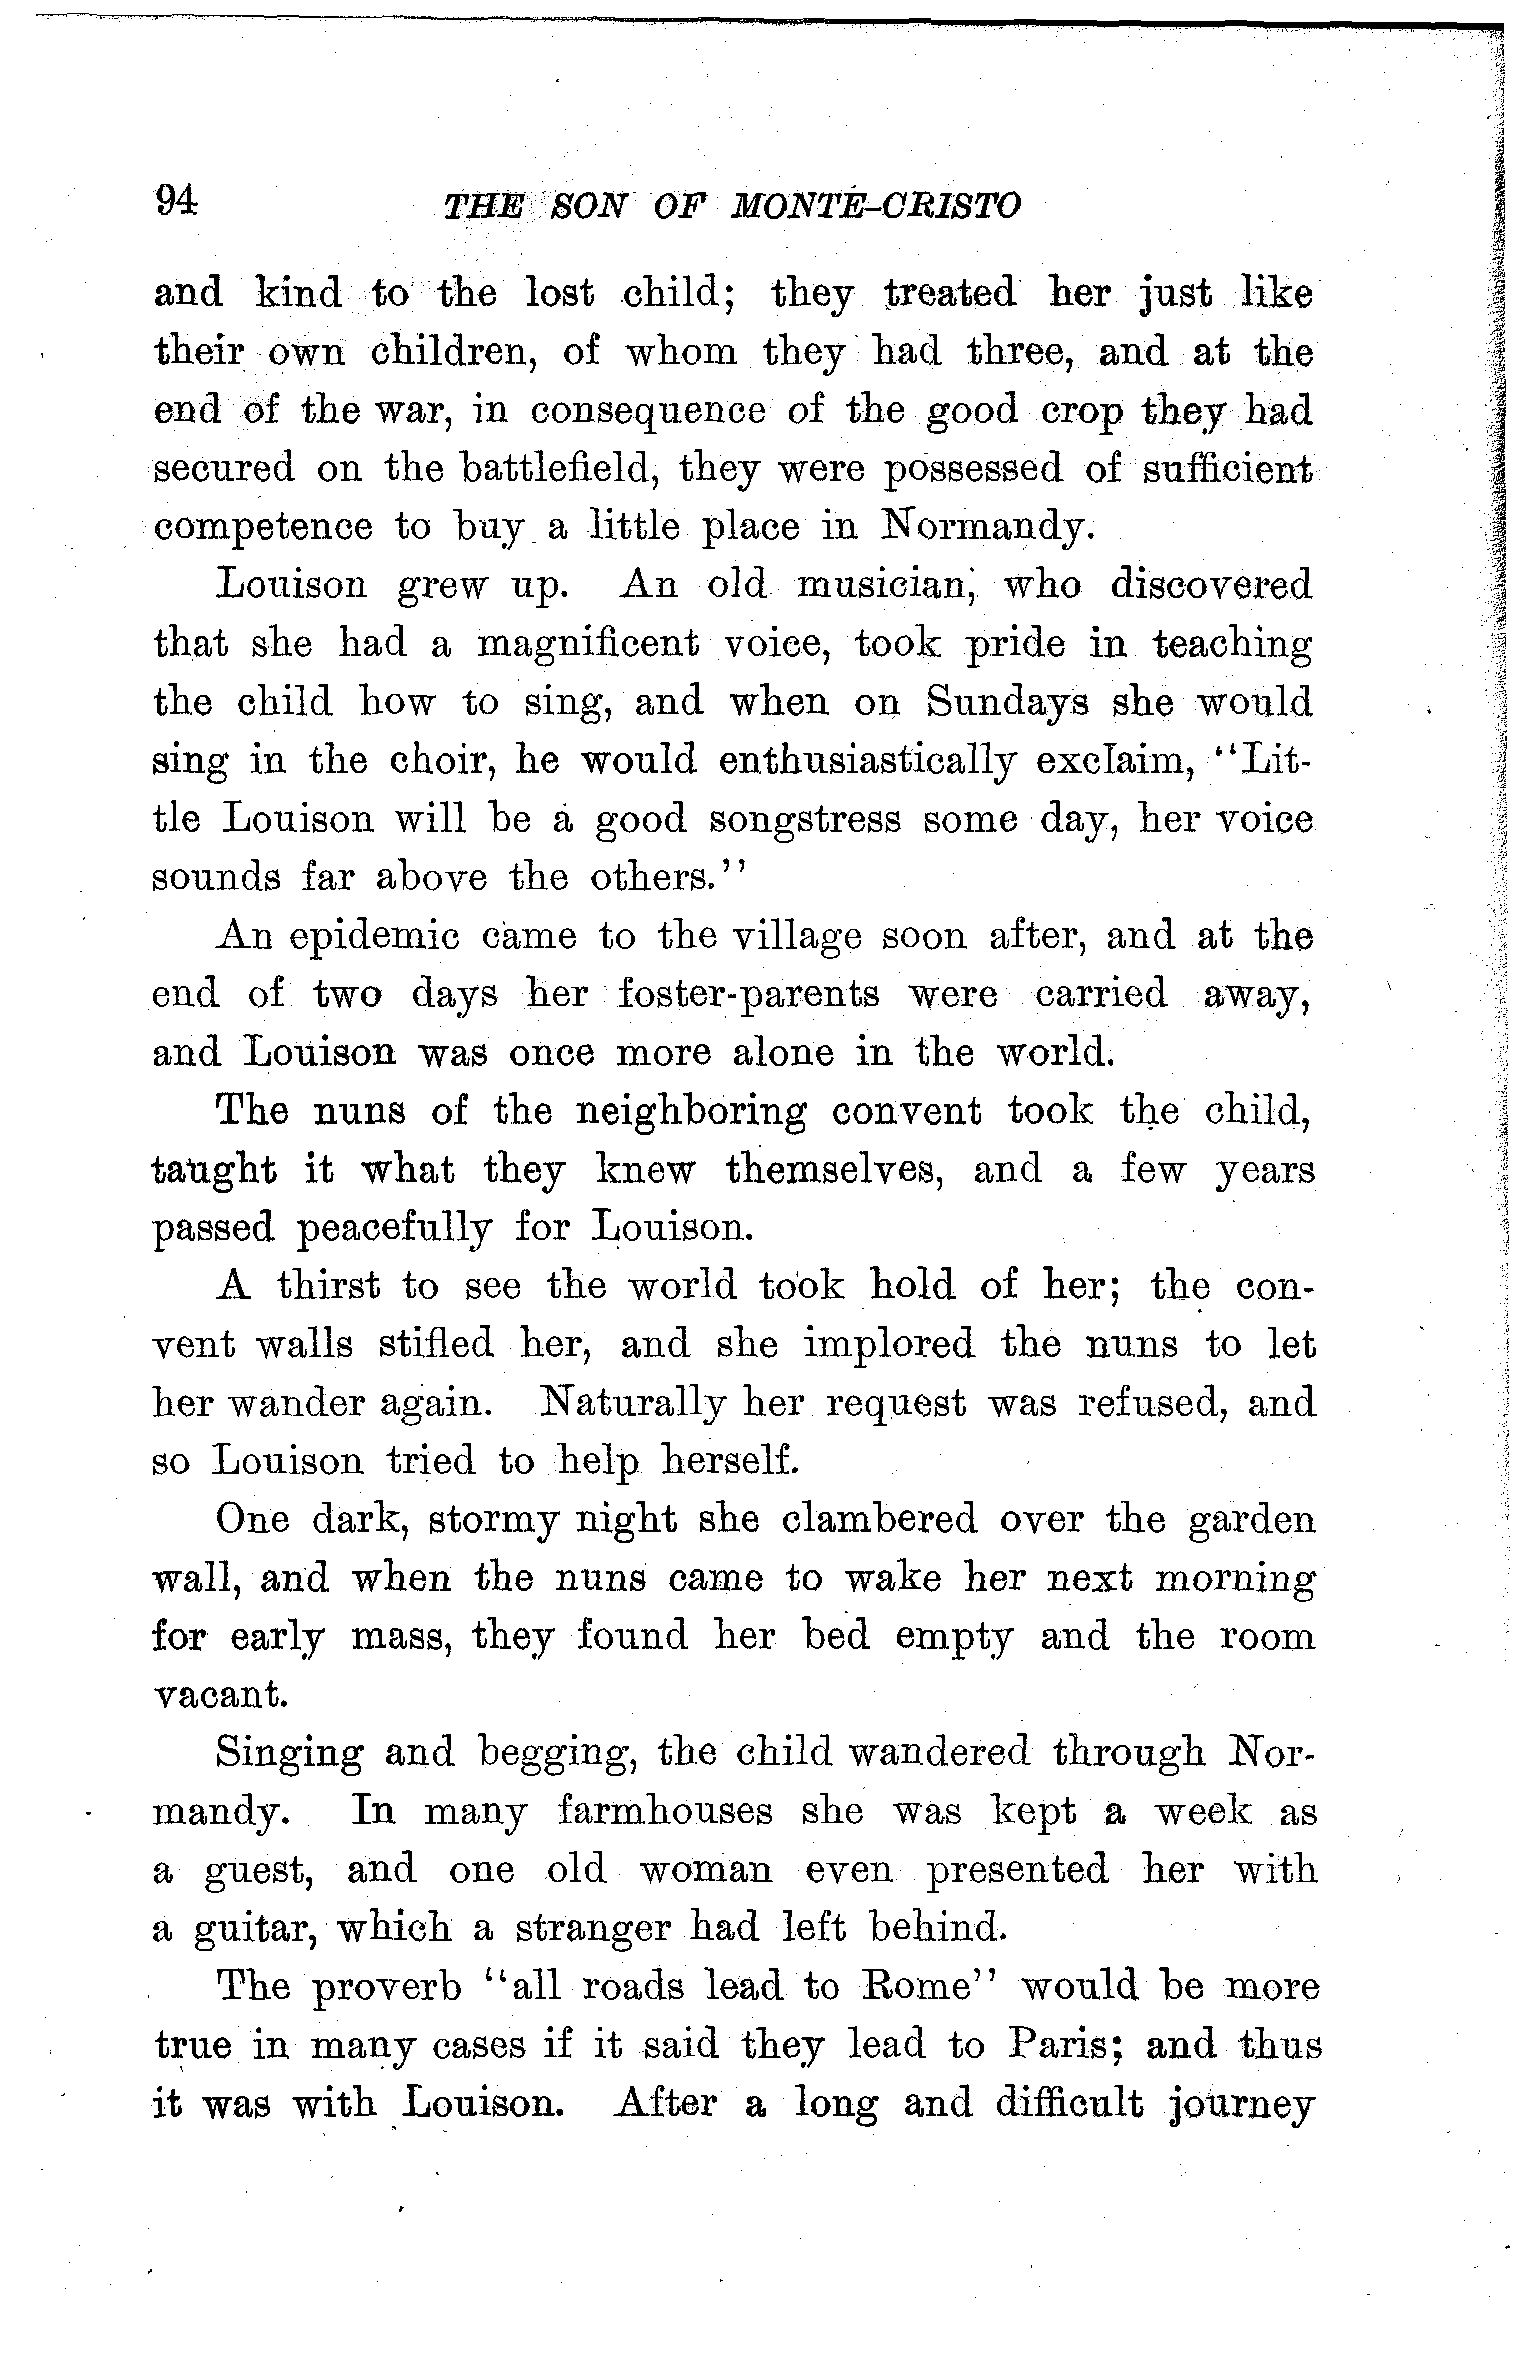 94 THE SON OF MONTE-CRISTO
and kind to the lost child; they treated her just like
their own children, of whom they had three, and at the
end of the war, in consequence of the good crop they had
secured on the battlefield, they were possessed of sufficient
competence to buy a little place in Normandy.
Louison grew up. An old musician, who discovered
that she had a magnificent voice, took pride in teaching
the child how to sing, and when on Sundays she would
sing in the choir, he would enthusiastically exclaim, "Lit-
tle Louison will be a good songstress some day, her voice
sounds far above the others."
An epidemic came to the village soon after, and at the
end of two days her foster-parents were carried away,
and Louison was once more alone in the world.
The nuns of the neighboring convent took the child,
taught it what they knew themselves, and a few years
passed peacefully for Louison.
A thirst to see the world took hold of her; the con-
vent walls stifled her, and she implored the nuns to let
her wander again. Naturally her request was refused, and
so Louison tried to help herself.
One dark, stormy night she clambered over the garden
wall, and when the nuns came to wake her next morning
for early mass, they found her bed empty and the room
vacant.
Singing and begging, the child wandered through Nor-
mandy. In many farmhouses she was kept a week as
a guest, and one old woman even presented her with
a guitar, which a stranger had left behind.
The proverb "all roads lead to Rome" would be more
true in many cases if it said they lead to Paris; and thus
it was with Louison. After a long and difficult journey